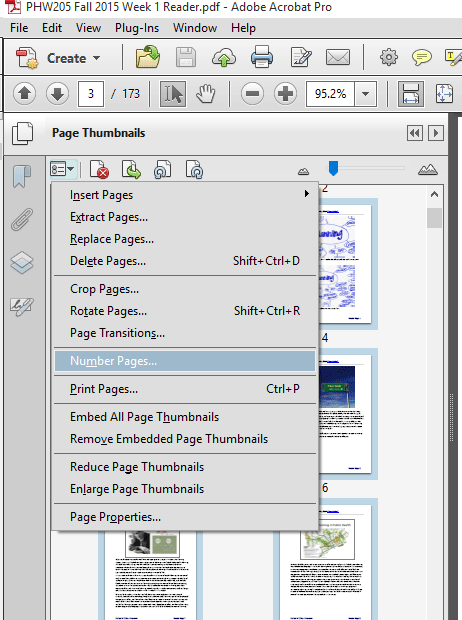 PHW205 Fall 2015 Week 1 Reader.pdf - Adobe Acrobat Pro
File Edit View Plug-Ins Window Help
Create
3 / 173 95.2%
Page Thumbnails
2
Insert Pages
Extract Pages...
Replace Pages...
Delete Pages... Shift+Ctrl+D
Crop Pages...
Rotate Pages... Shift+Ctrl+R
Page Transitions...
4
Number Pages...
Print Pages... Ctrl+P
Embed All Page Thumbnails
Remove Embedded Page Thumbnails
Reduce Page Thumbnails
Enlarge Page Thumbnails
6
Page Properties...